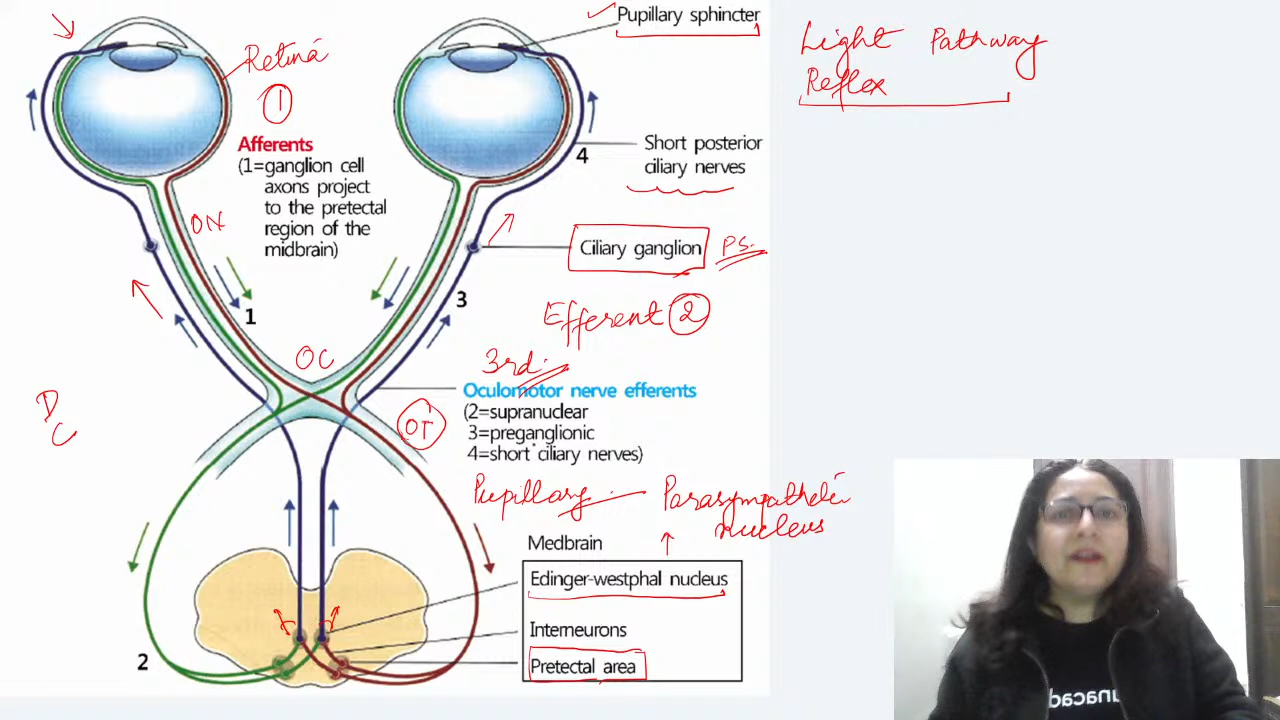 Pupillary sphincter
Light Pathway
Reflex
Retina
1
Afferents
(1=ganglion cell
axons project
to the pretectal
region of the
midbrain)
Short posterior
ciliary nerves
4
ON
Ciliary ganglion
P.S.
1
3
Efferent 2
OC
3rd
Oculomotor nerve efferents
(2=supranuclear
3=preganglionic
4=short ciliary nerves)
D
C
OT
Pupillary
Parasympathetic
nucleus
Medbrain
Edinger-westphal nucleus
Interneurons
Pretectal area
2
unacad